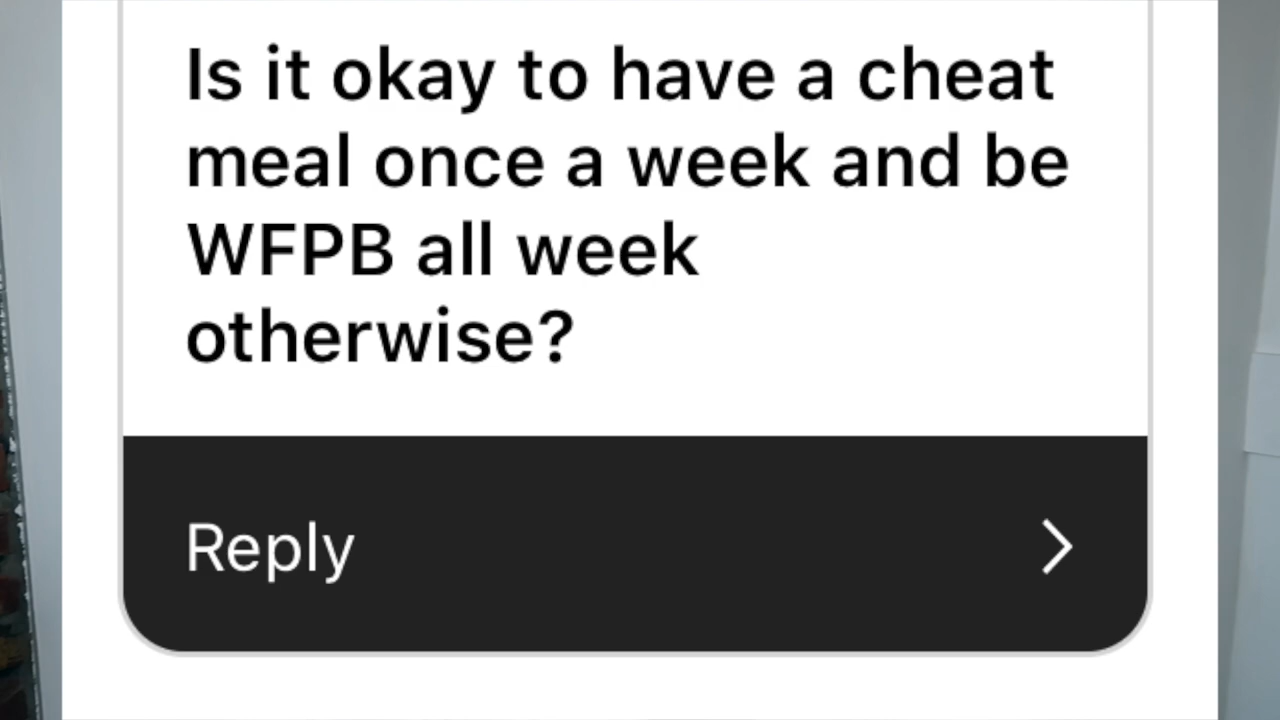 Is it okay to have a cheat
meal once a week and be
WFPB all week
otherwise?
Reply